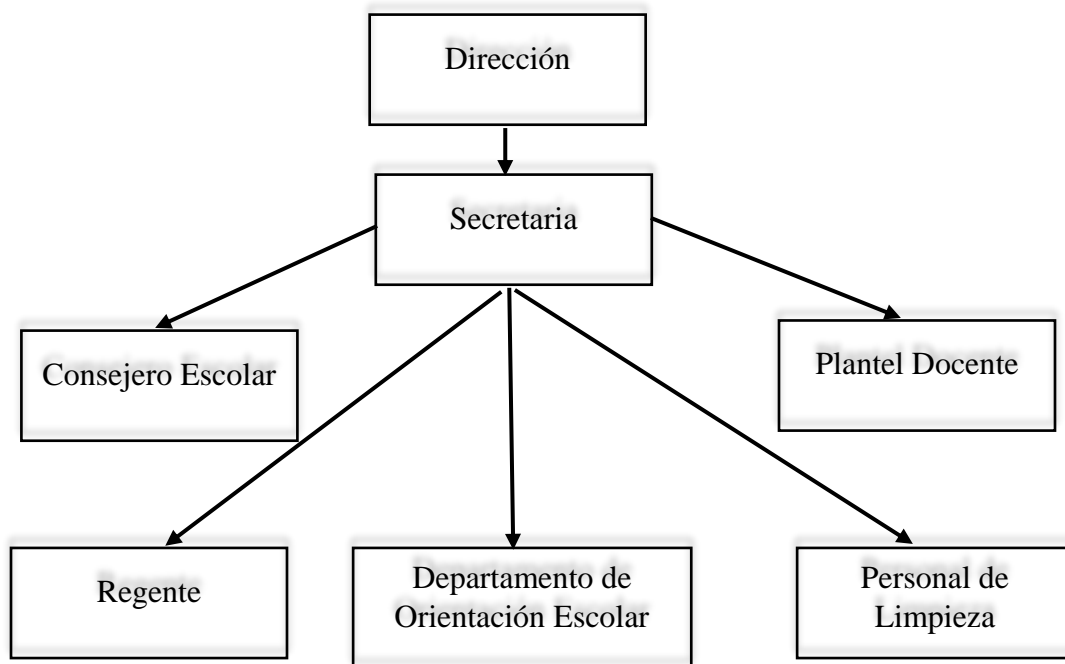 Dirección
Secretaria
Consejero Escolar
Plantel Docente
Regente
Departamento de
Orientación Escolar
Personal de
Limpieza